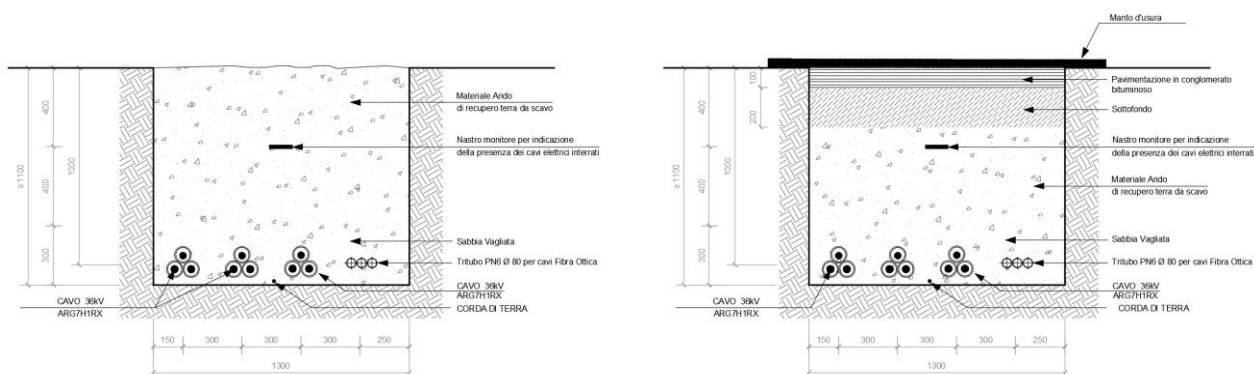 Materiale Arido
di recupero terra da scavo
Nastro monitore per indicazione
della presenza dei cavi elettrici interrati
Sabbia Vagliata
Tritubo PN6 Ø 80 per cavi Fibra Ottica
CAVO 36kV
ARG7H1RX
CORDA DI TERRA
CAVO 36kV
ARG7H1RX
≥1100
400
400
300
1000
150 300 300 300 250
1300
Manto d'usura
Pavimentazione in conglomerato
bituminoso
Sottofondo
Nastro monitore per indicazione
della presenza dei cavi elettrici interrati
Materiale Arido
di recupero terra da scavo
Sabbia Vagliata
Tritubo PN6 Ø 80 per cavi Fibra Ottica
CAVO 36kV
ARG7H1RX
CORDA DI TERRA
CAVO 36kV
ARG7H1RX
≥1100
400
400
300
1000
100
200
150 300 300 300 250
1300